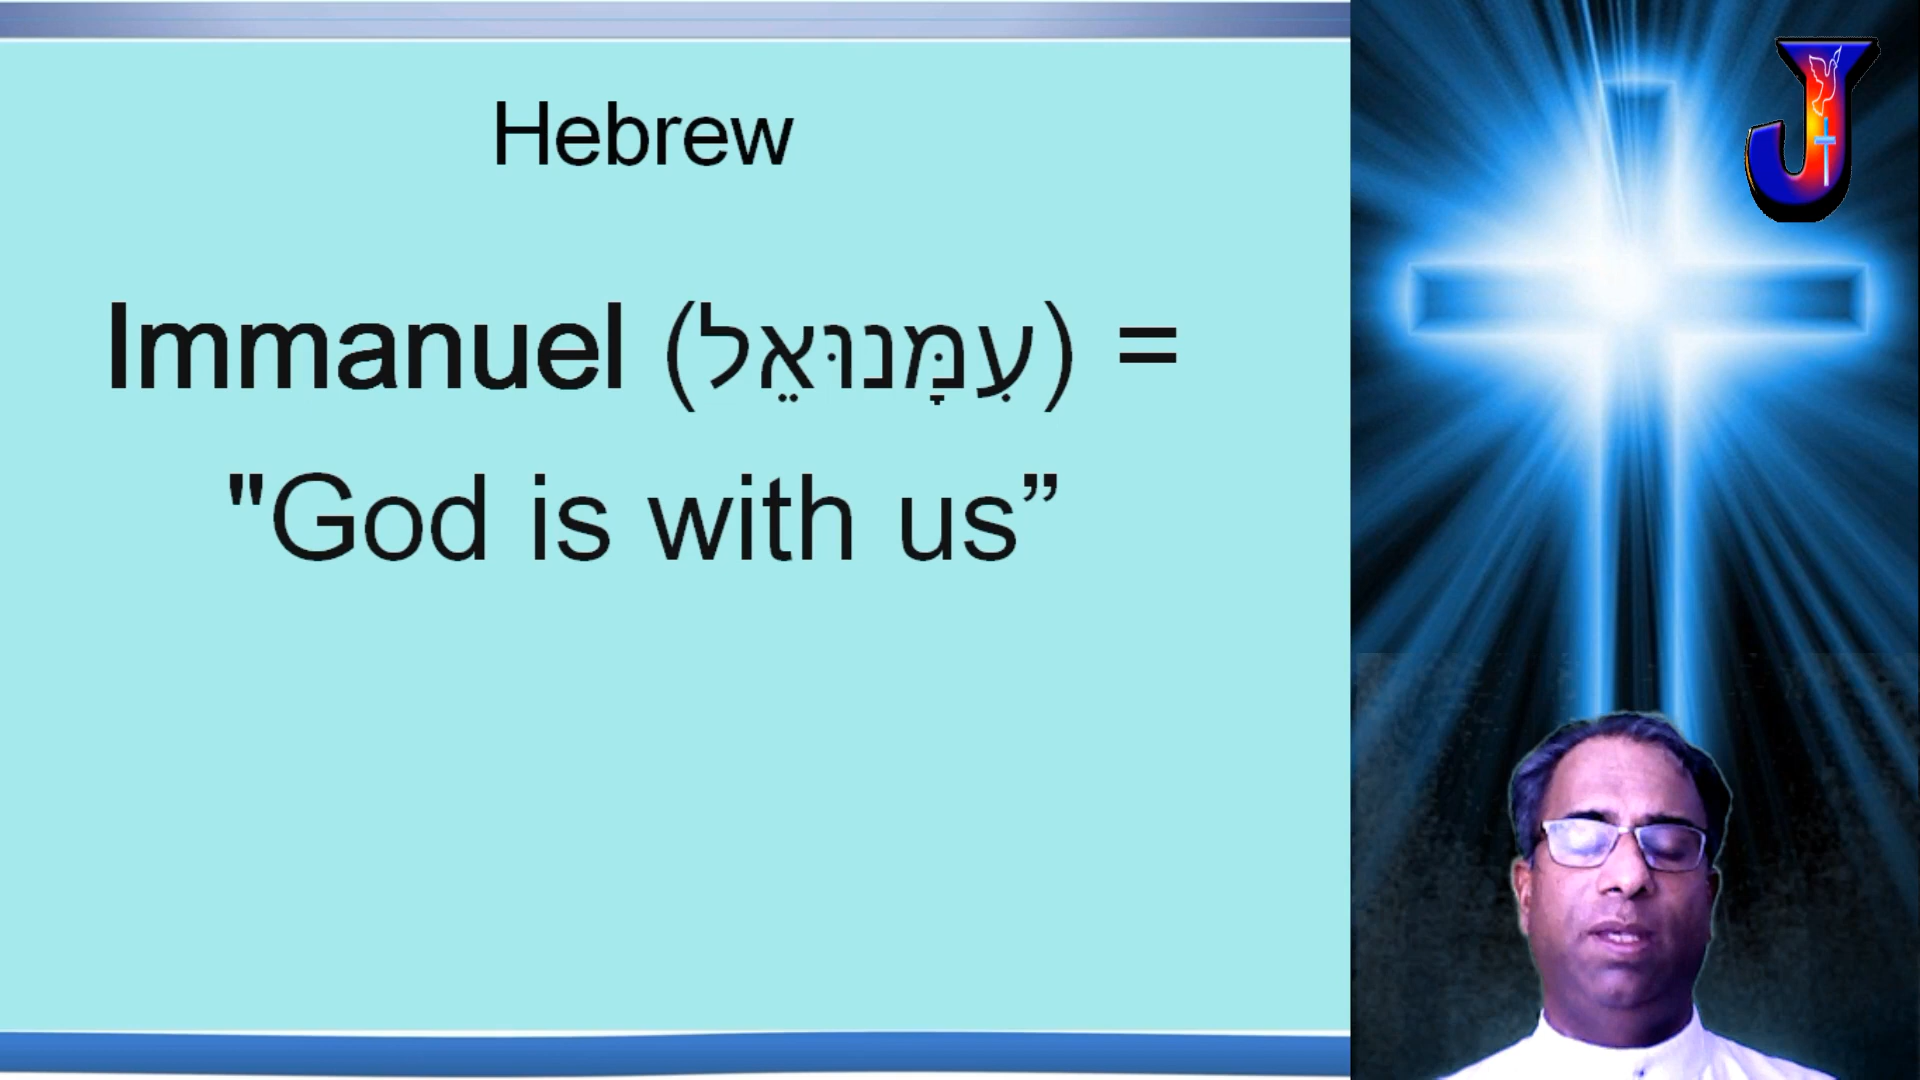 Hebrew
Immanuel (עִמָּנוּאֵל) =
"God is with us”
J